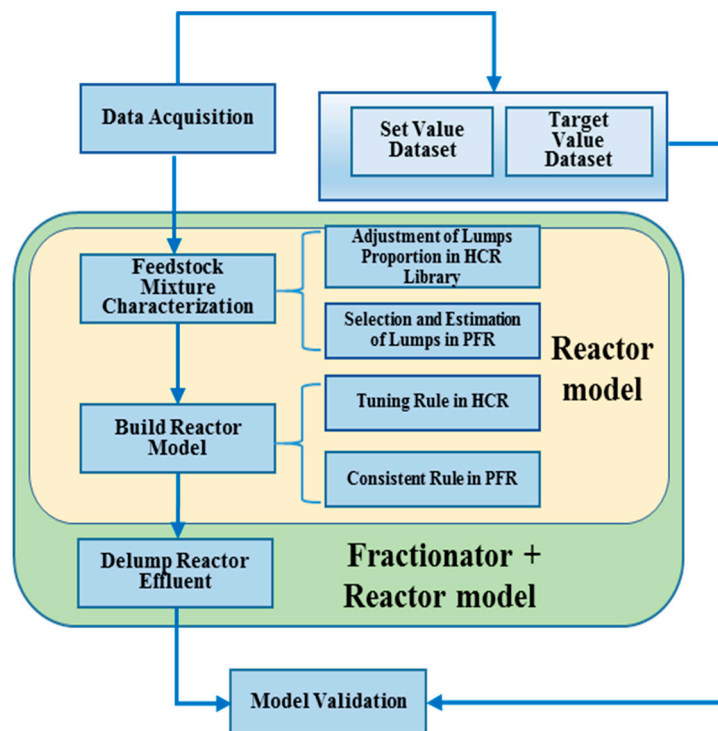 Data Acquisition
Set Value
Dataset
Target
Value
Dataset
Feedstock
Mixture
Characterization
Adjustment of Lumps
Proportion in HCR
Library
Selection and Estimation
of Lumps in PFR
Reactor
model
Build Reactor
Model
Tuning Rule in HCR
Consistent Rule in PFR
Delump Reactor
Effluent
Fractionator +
Reactor model
Model Validation